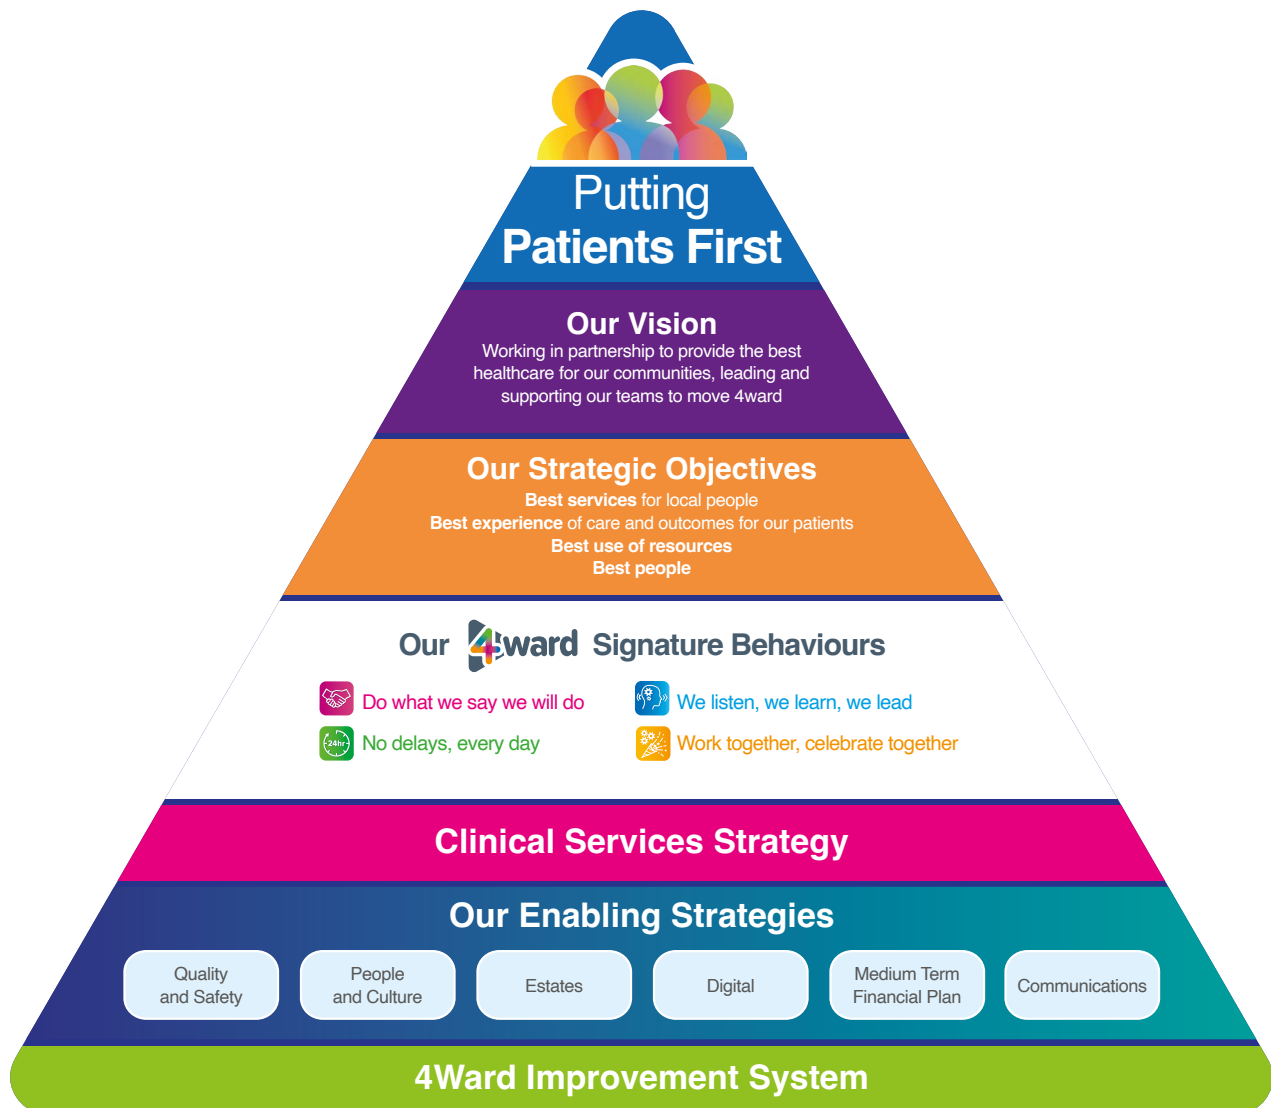 Putting
Patients First
Our Vision
Working in partnership to provide the best
healthcare for our communities, leading and
supporting our teams to move 4ward
Our Strategic Objectives
Best services for local people
Best experience of care and outcomes for our patients
Best use of resources
Best people
Our 4ward Signature Behaviours
Do what we say we will do
We listen, we learn, we lead
24hr
No delays, every day
Work together, celebrate together
Clinical Services Strategy
Our Enabling Strategies
Quality
and Safety
People
and Culture
Estates
Digital
Medium Term
Financial Plan
Communications
4Ward Improvement System